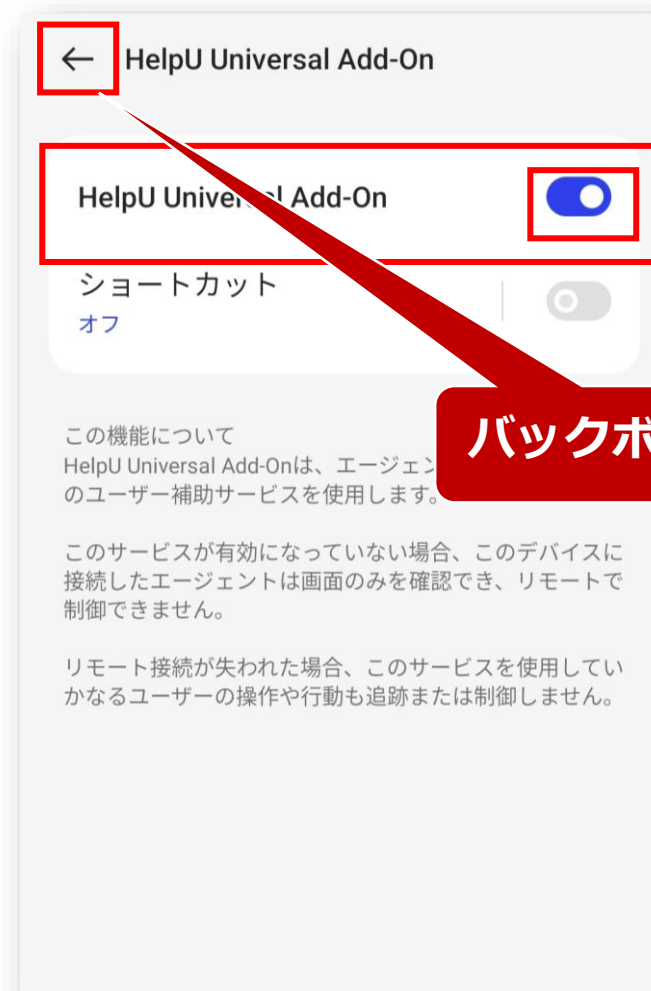 ← HelpU Universal Add-On
HelpU Universal Add-On
ショートカット
オフ
バックボ
この機能について
HelpU Universal Add-Onは、エージェン
のユーザー補助サービスを使用します。
このサービスが有効になっていない場合、このデバイスに
接続したエージェントは画面のみを確認でき、リモートで
制御できません。
リモート接続が失われた場合、このサービスを使用してい
かなるユーザーの操作や行動も追跡または制御しません。